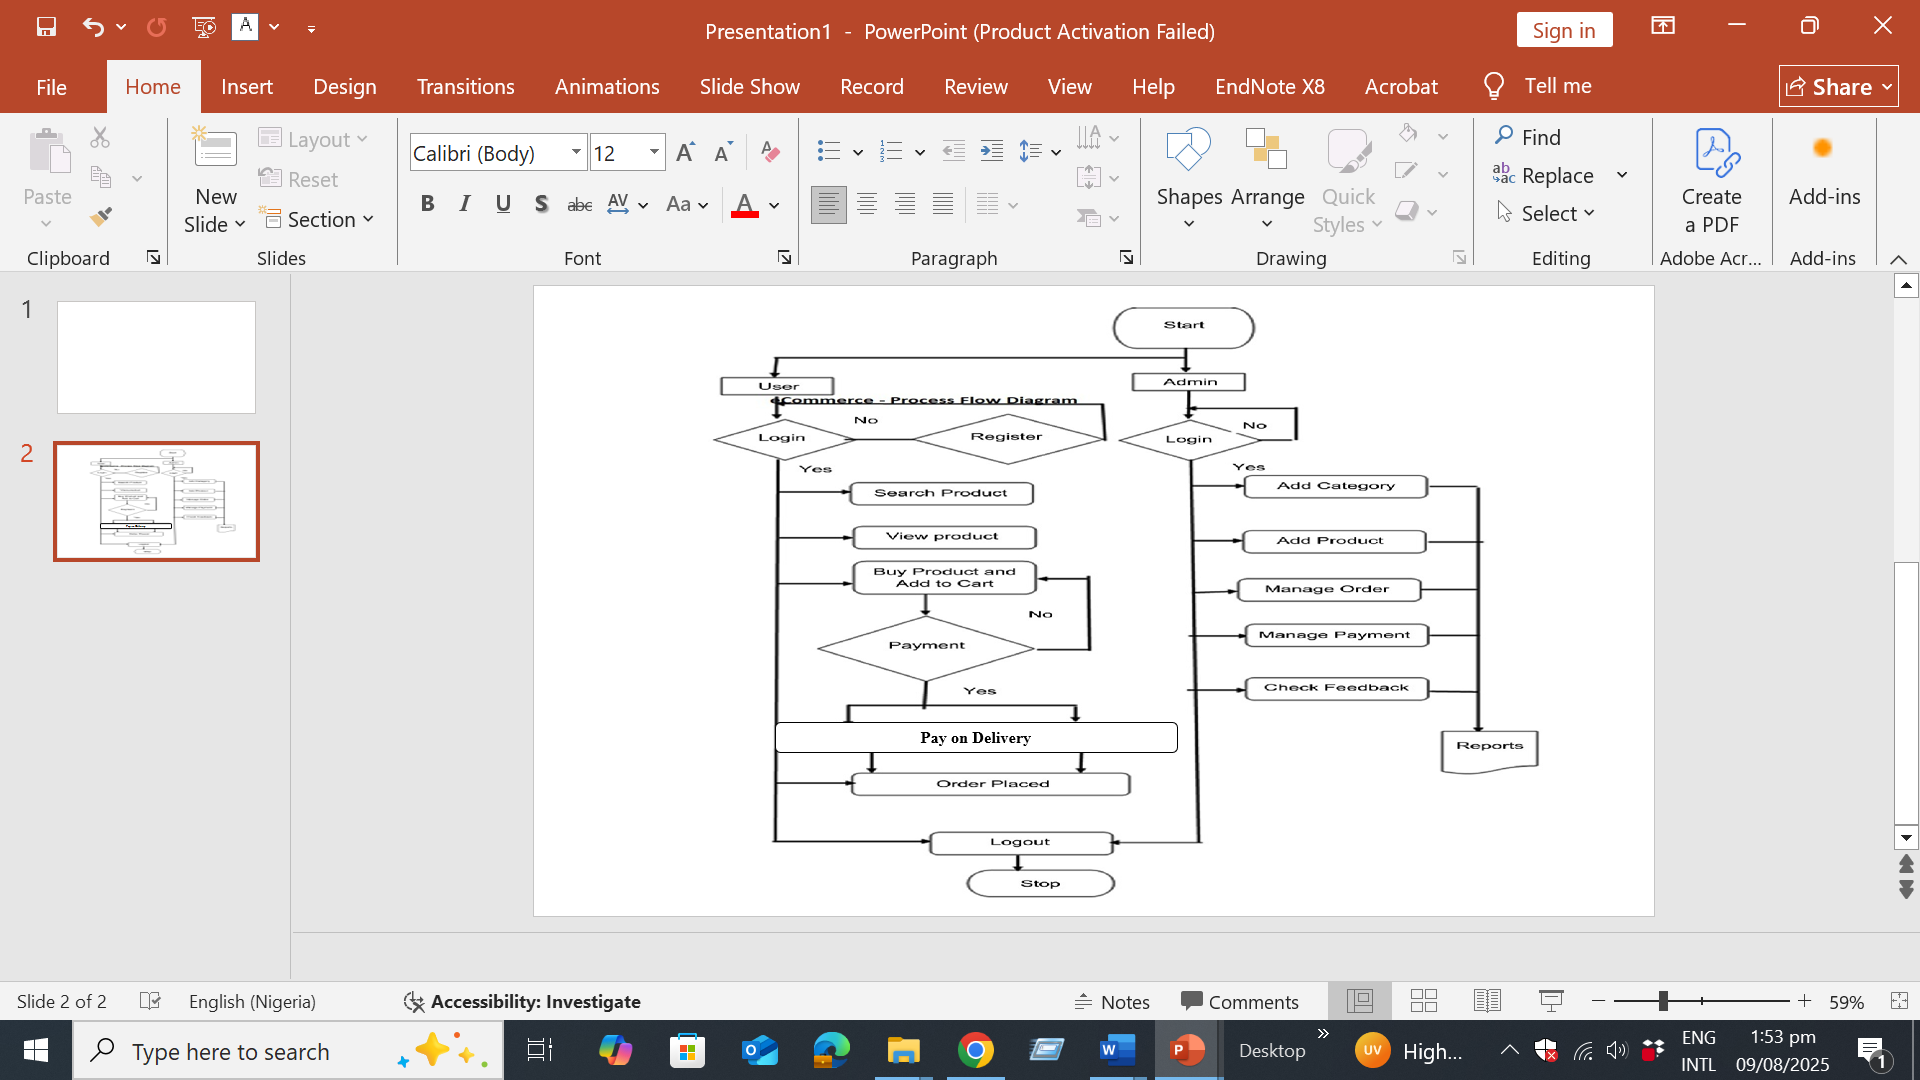 Presentation1 - PowerPoint (Product Activation Failed)
Sign in
File Home Insert Design Transitions Animations Slide Show Record Review View Help EndNote X8 Acrobat Tell me
Share
Paste
Clipboard
New
Slide
Layout
Reset
Section
Slides
Calibri (Body)
12
B I U S abc AV Aa A
Font
Paragraph
Shapes
Arrange
Quick
Styles
Drawing
Find
Replace
Select
Editing
Create
a PDF
Adobe Acr...
Add-ins
Add-ins
1
2
Start
User
Admin
eCommerce - Process Flow Diagram
Login
No
Register
Login
No
Yes
Yes
Search Product
Add Category
View product
Add Product
Buy Product and
Add to Cart
Manage Order
No
Payment
Manage Payment
Yes
Check Feedback
Pay on Delivery
Reports
Order Placed
Logout
Stop
Slide 2 of 2
English (Nigeria)
Accessibility: Investigate
Notes
Comments
59%
Type here to search
Desktop
UV
High...
ENG
INTL
1:53 pm
09/08/2025
1